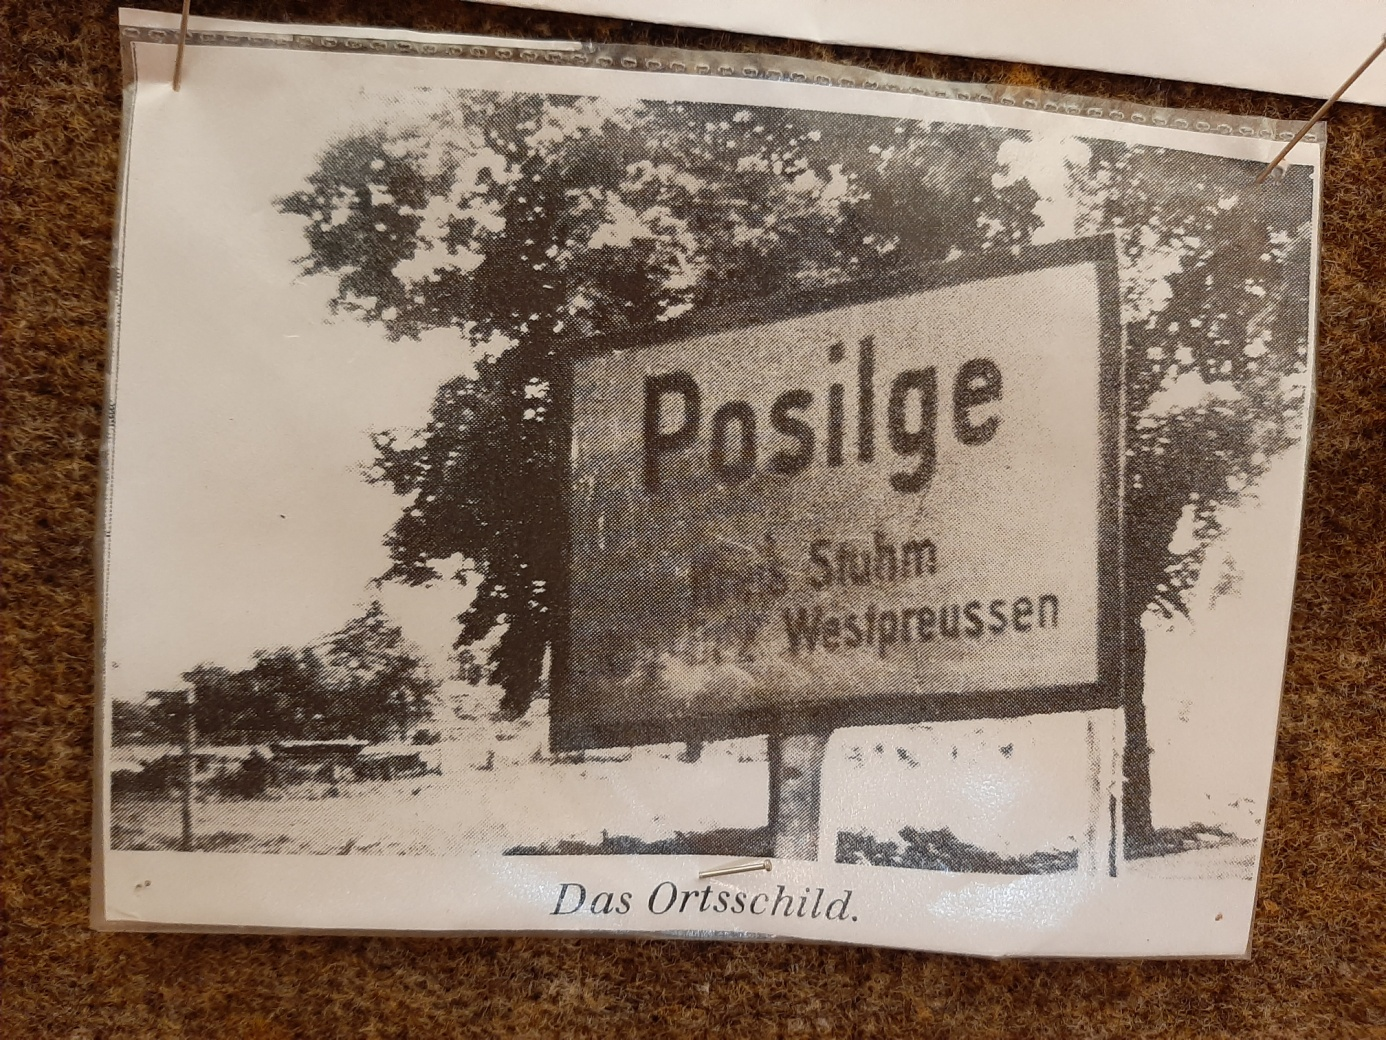 Posilge
Stuhm
Westpreussen
Das Ortsschild.